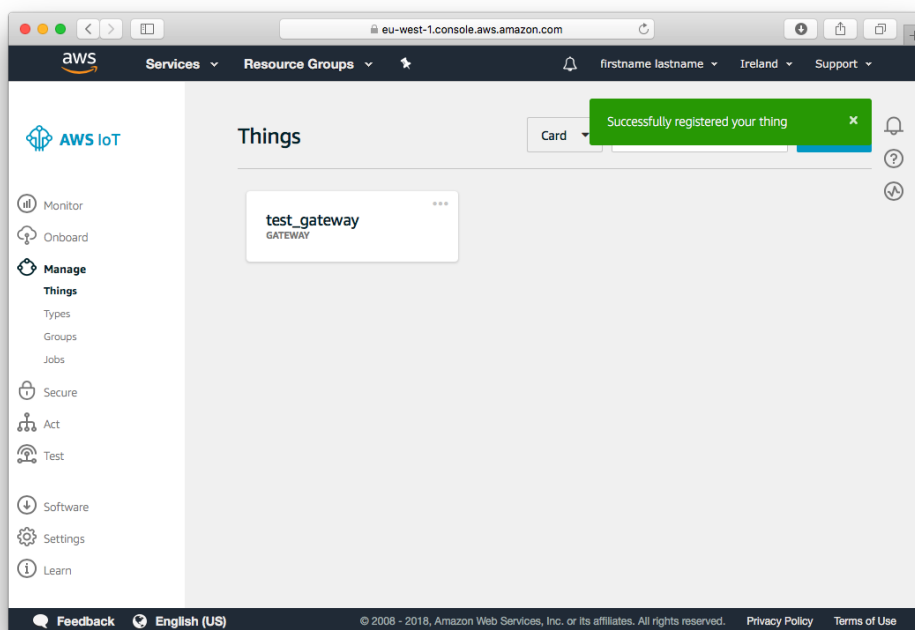 eu-west-1.console.aws.amazon.com
aws Services Resource Groups firstname lastname Ireland Support
AWS IoT
Things
Card
Successfully registered your thing
Monitor
Onboard
Manage
Things
Types
Groups
Jobs
Secure
Act
Test
Software
Settings
Learn
test_gateway
GATEWAY
Feedback English (US) © 2008 - 2018, Amazon Web Services, Inc. or its affiliates. All rights reserved. Privacy Policy Terms of Use